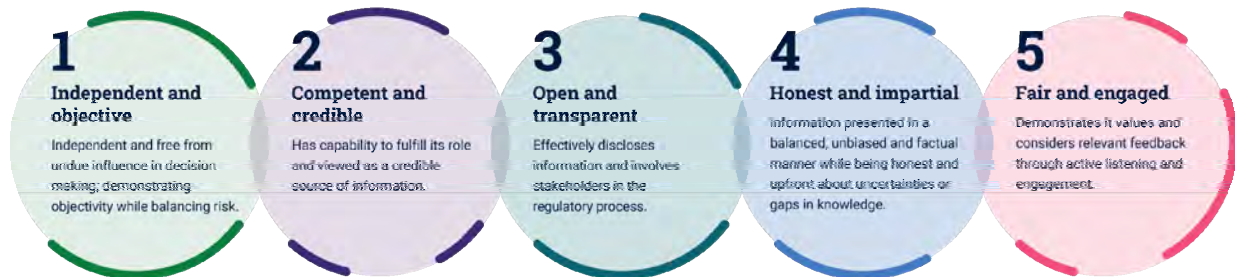 1
Independent and
objective
Independent and free from
undue influence in decision
making; demonstrating
objectivity while balancing risk.
2
Competent and
credible
Has capability to fulfill its role
and viewed as a credible
source of information.
3
Open and
transparent
Effectively discloses
information and involves
stakeholders in the
regulatory process.
4
Honest and impartial
Information presented in a
balanced, unbiased and factual
manner while being honest and
upfront about uncertainties or
gaps in knowledge.
5
Fair and engaged
Demonstrates it values and
considers relevant feedback
through active listening and
engagement.